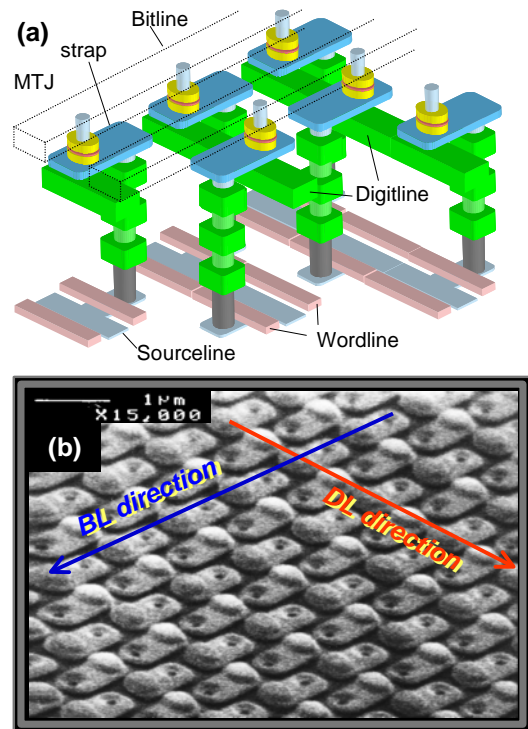 (a)
Bitline
strap
MTJ
Digitline
Wordline
Sourceline
1μm
X15,000
(b)
BL direction
DL direction